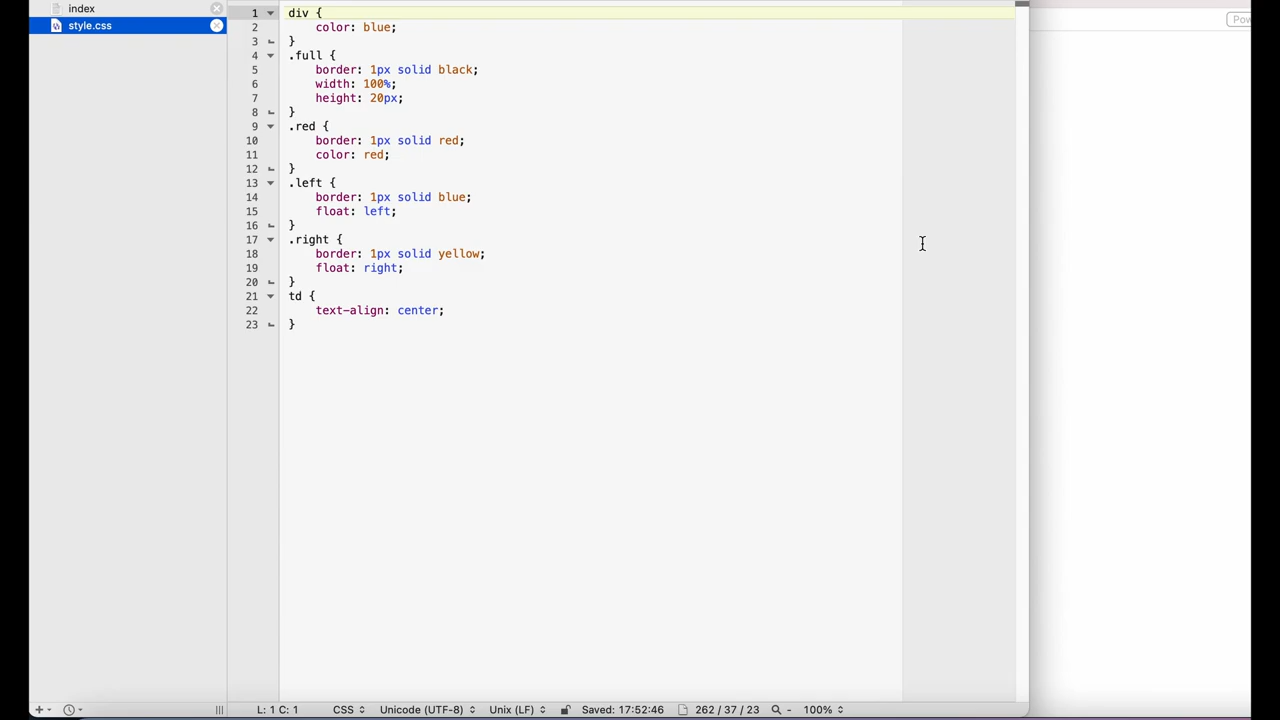 index
style.css
1 div {
2 color: blue;
3 }
4 .full {
5 border: 1px solid black;
6 width: 100%;
7 height: 20px;
8 }
9 .red {
10 border: 1px solid red;
11 color: red;
12 }
13 .left {
14 border: 1px solid blue;
15 float: left;
16 }
17 .right {
18 border: 1px solid yellow;
19 float: right;
20 }
21 td {
22 text-align: center;
23 }
Pow
L: 1 C: 1 CSS Unicode (UTF-8) Unix (LF) Saved: 17:52:46 262 / 37 / 23 100%